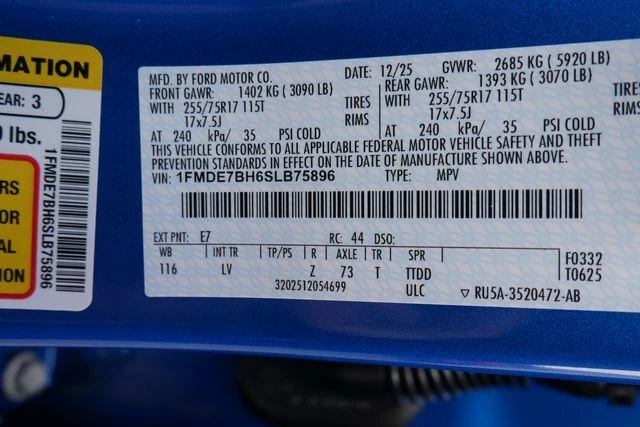 MATION
EAR: 3
lbs.
RS
OR
AL
ION
1FMDE7BH6SLB75896
MFD. BY FORD MOTOR CO. DATE: 12/25 GVWR: 2685 KG ( 5920 LB)
FRONT GAWR: 1402 KG ( 3090 LB) REAR GAWR: 1393 KG ( 3070 LB)
WITH 255/75R17 115T TIRES WITH 255/75R17 115T TIRES
17x7.5J RIMS 17x7.5J RIMS
AT 240 kPa/ 35 PSI COLD AT 240 kPa/ 35 PSI COLD
THIS VEHICLE CONFORMS TO ALL APPLICABLE FEDERAL MOTOR VEHICLE SAFETY AND THEFT
PREVENTION STANDARDS IN EFFECT ON THE DATE OF MANUFACTURE SHOWN ABOVE.
VIN: 1FMDE7BH6SLB75896 TYPE: MPV
EXT PNT: E7 RC: 44 DSO:
WB INT TR TP/PS R AXLE TR SPR F0332
116 LV Z 73 T TTDD T0625
3202512054699 ULC ▽ RU5A-3520472-AB